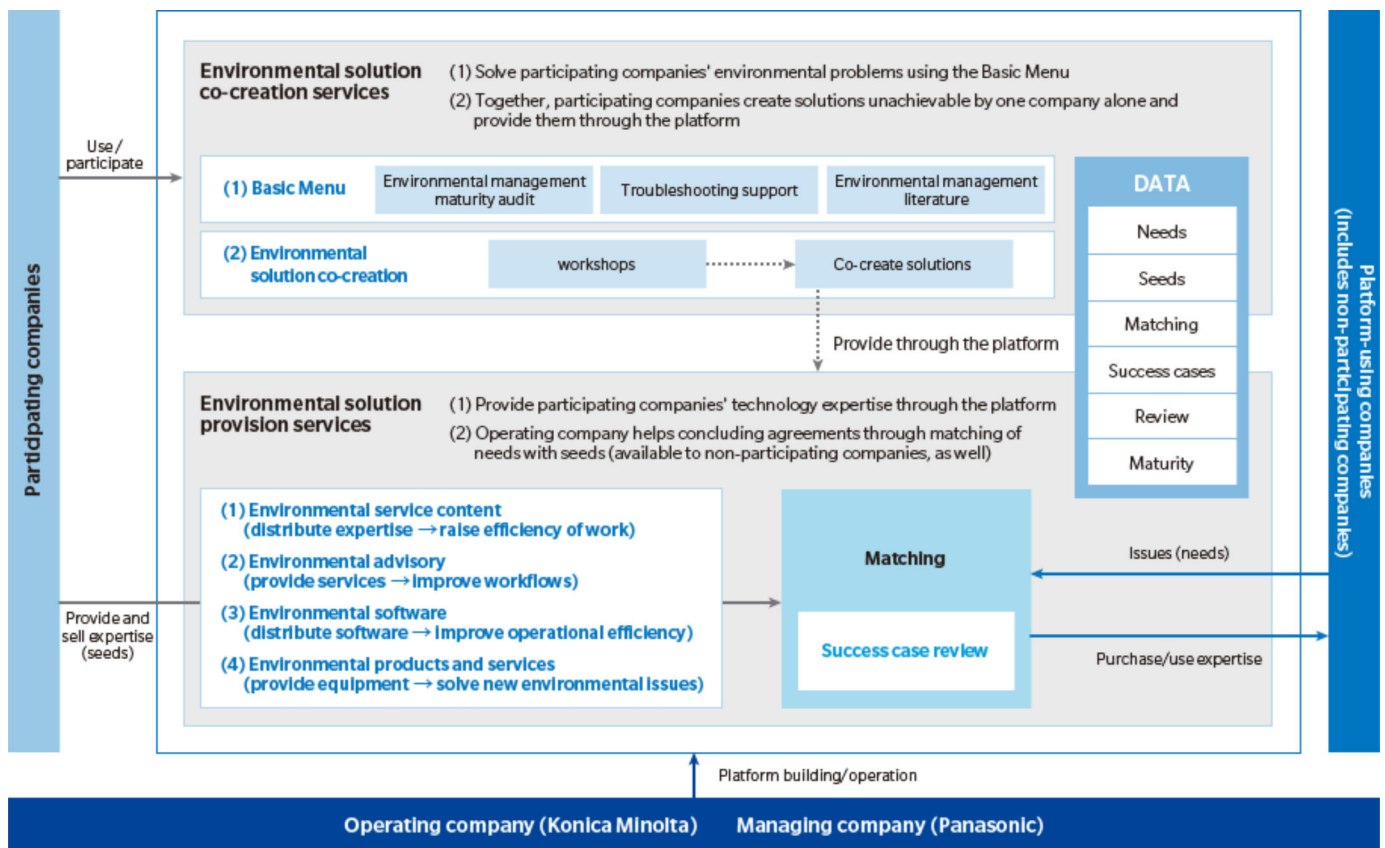 Participating companies
Use/
participate
Provide and
sell expertise
(seeds)
Environmental solution
co-creation services
(1) Solve participating companies' environmental problems using the Basic Menu
(2) Together, participating companies create solutions unachievable by one company alone and
provide them through the platform
(1) Basic Menu
Environmental management
maturity audit
Troubleshooting support
Environmental management
literature
(2) Environmental
solution co-creation
workshops
Co-create solutions
Provide through the platform
DATA
Needs
Seeds
Matching
Success cases
Review
Maturity
Environmental solution
provision services
(1) Provide participating companies' technology expertise through the platform
(2) Operating company helps concluding agreements through matching of
needs with seeds (available to non-participating companies, as well)
(1) Environmental service content
(distribute expertise → raise efficiency of work)
(2) Environmental advisory
(provide services → improve workflows)
(3) Environmental software
(distribute software → improve operational efficiency)
(4) Environmental products and services
(provide equipment → solve new environmental issues)
Matching
Success case review
Issues (needs)
Purchase/use expertise
Platform-using companies
(Includes non-participating companies)
Platform building/operation
Operating company (Konica Minolta) Managing company (Panasonic)